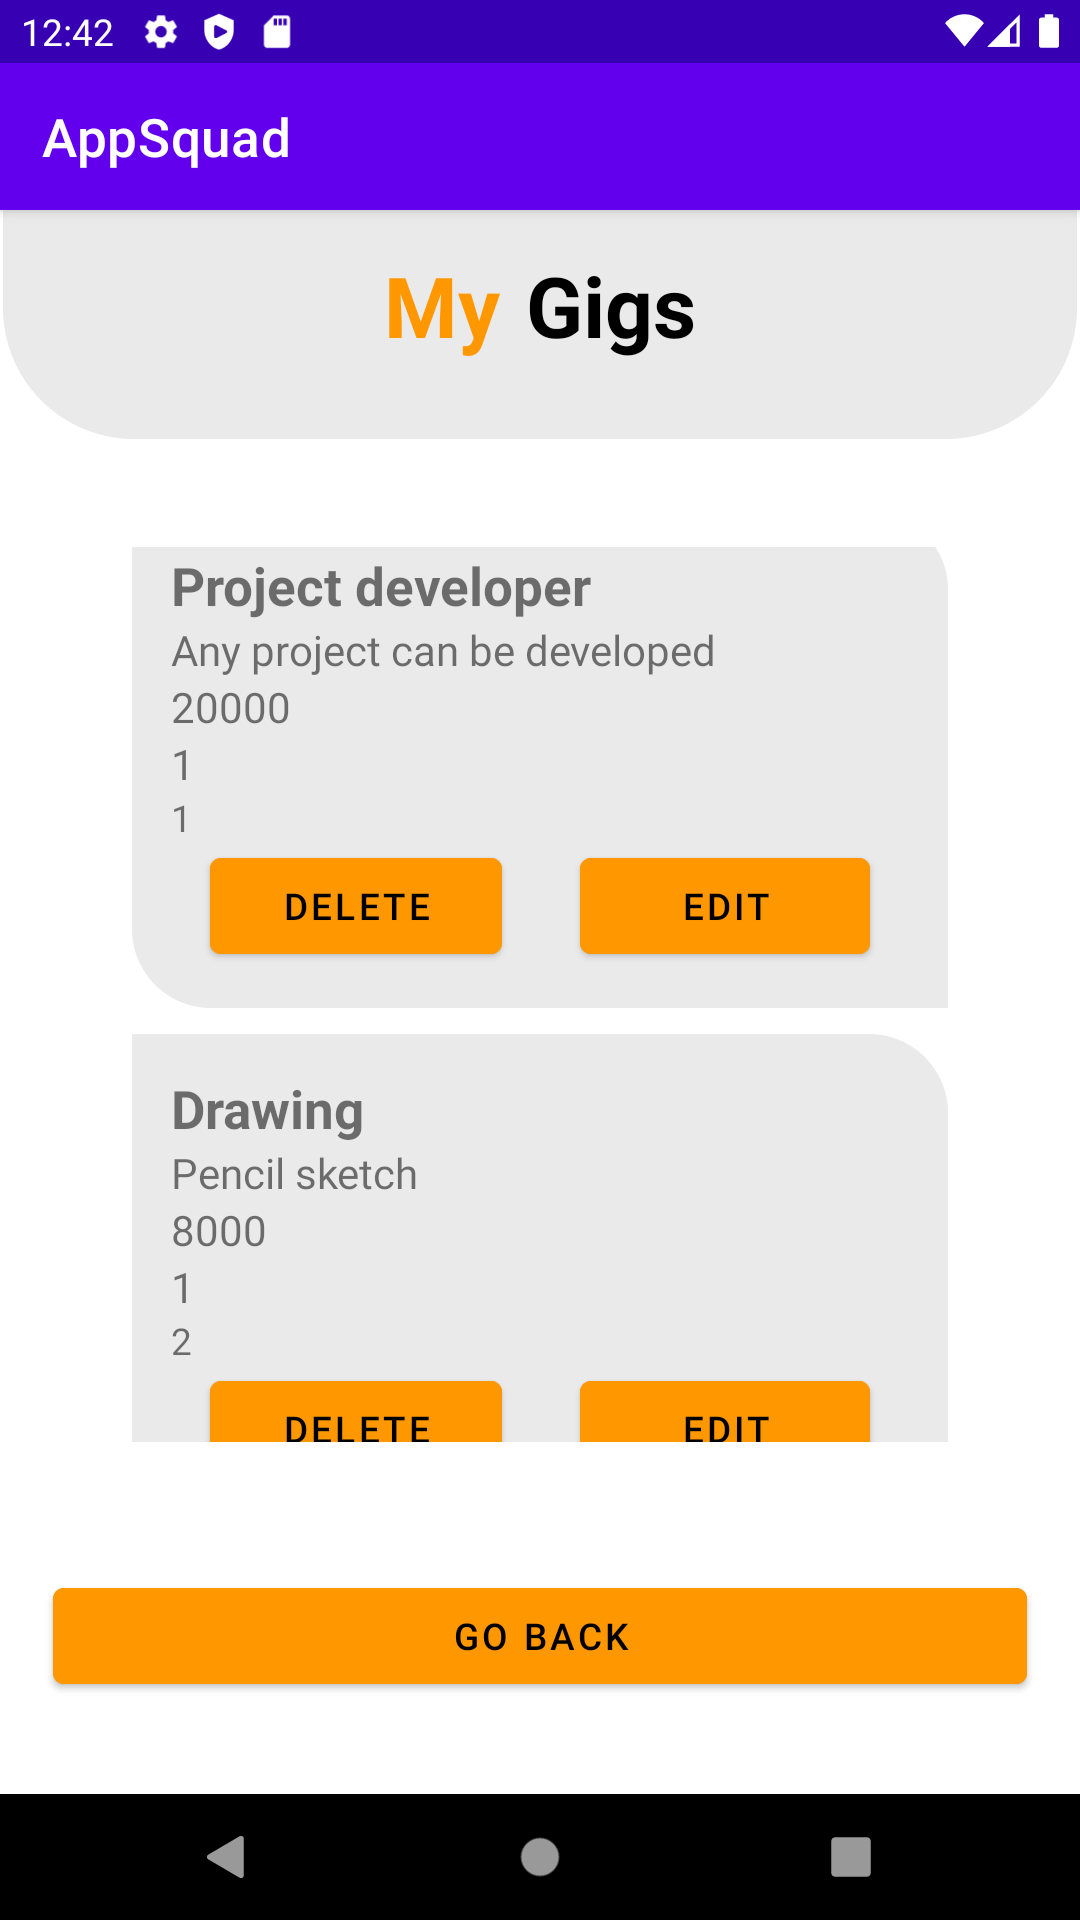 12:42
AppSquad
My Gigs
Project developer
Any project can be developed
20000
1
1
DELETE EDIT
Drawing
Pencil sketch
8000
1
2
DELETE EDIT
GO BACK